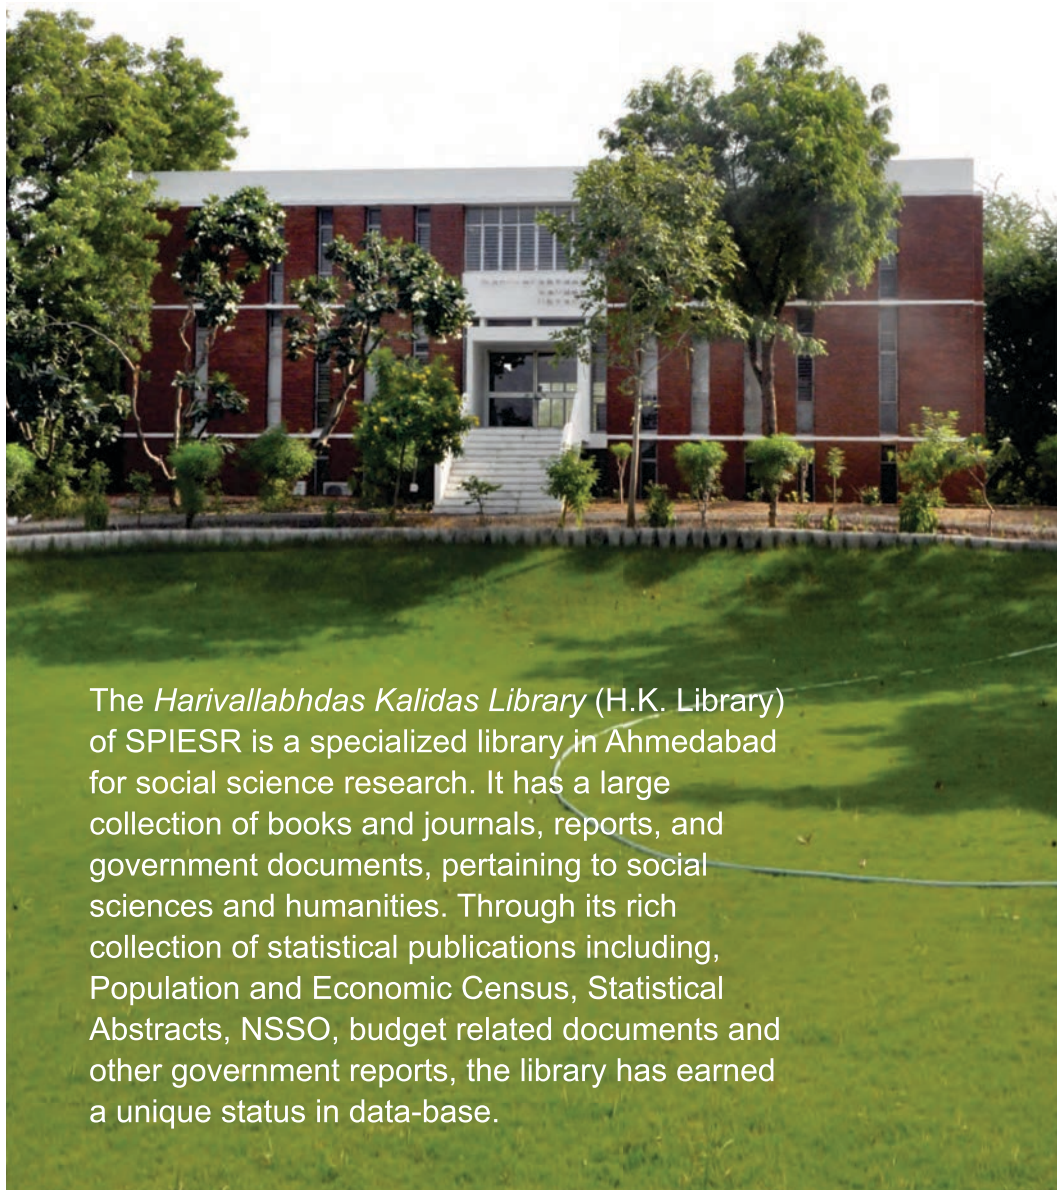 The Harivallabhdas Kalidas Library (H.K. Library)
of SPIESR is a specialized library in Ahmedabad
for social science research. It has a large
collection of books and journals, reports, and
government documents, pertaining to social
sciences and humanities. Through its rich
collection of statistical publications including,
Population and Economic Census, Statistical
Abstracts, NSSO, budget related documents and
other government reports, the library has earned
a unique status in data-base.